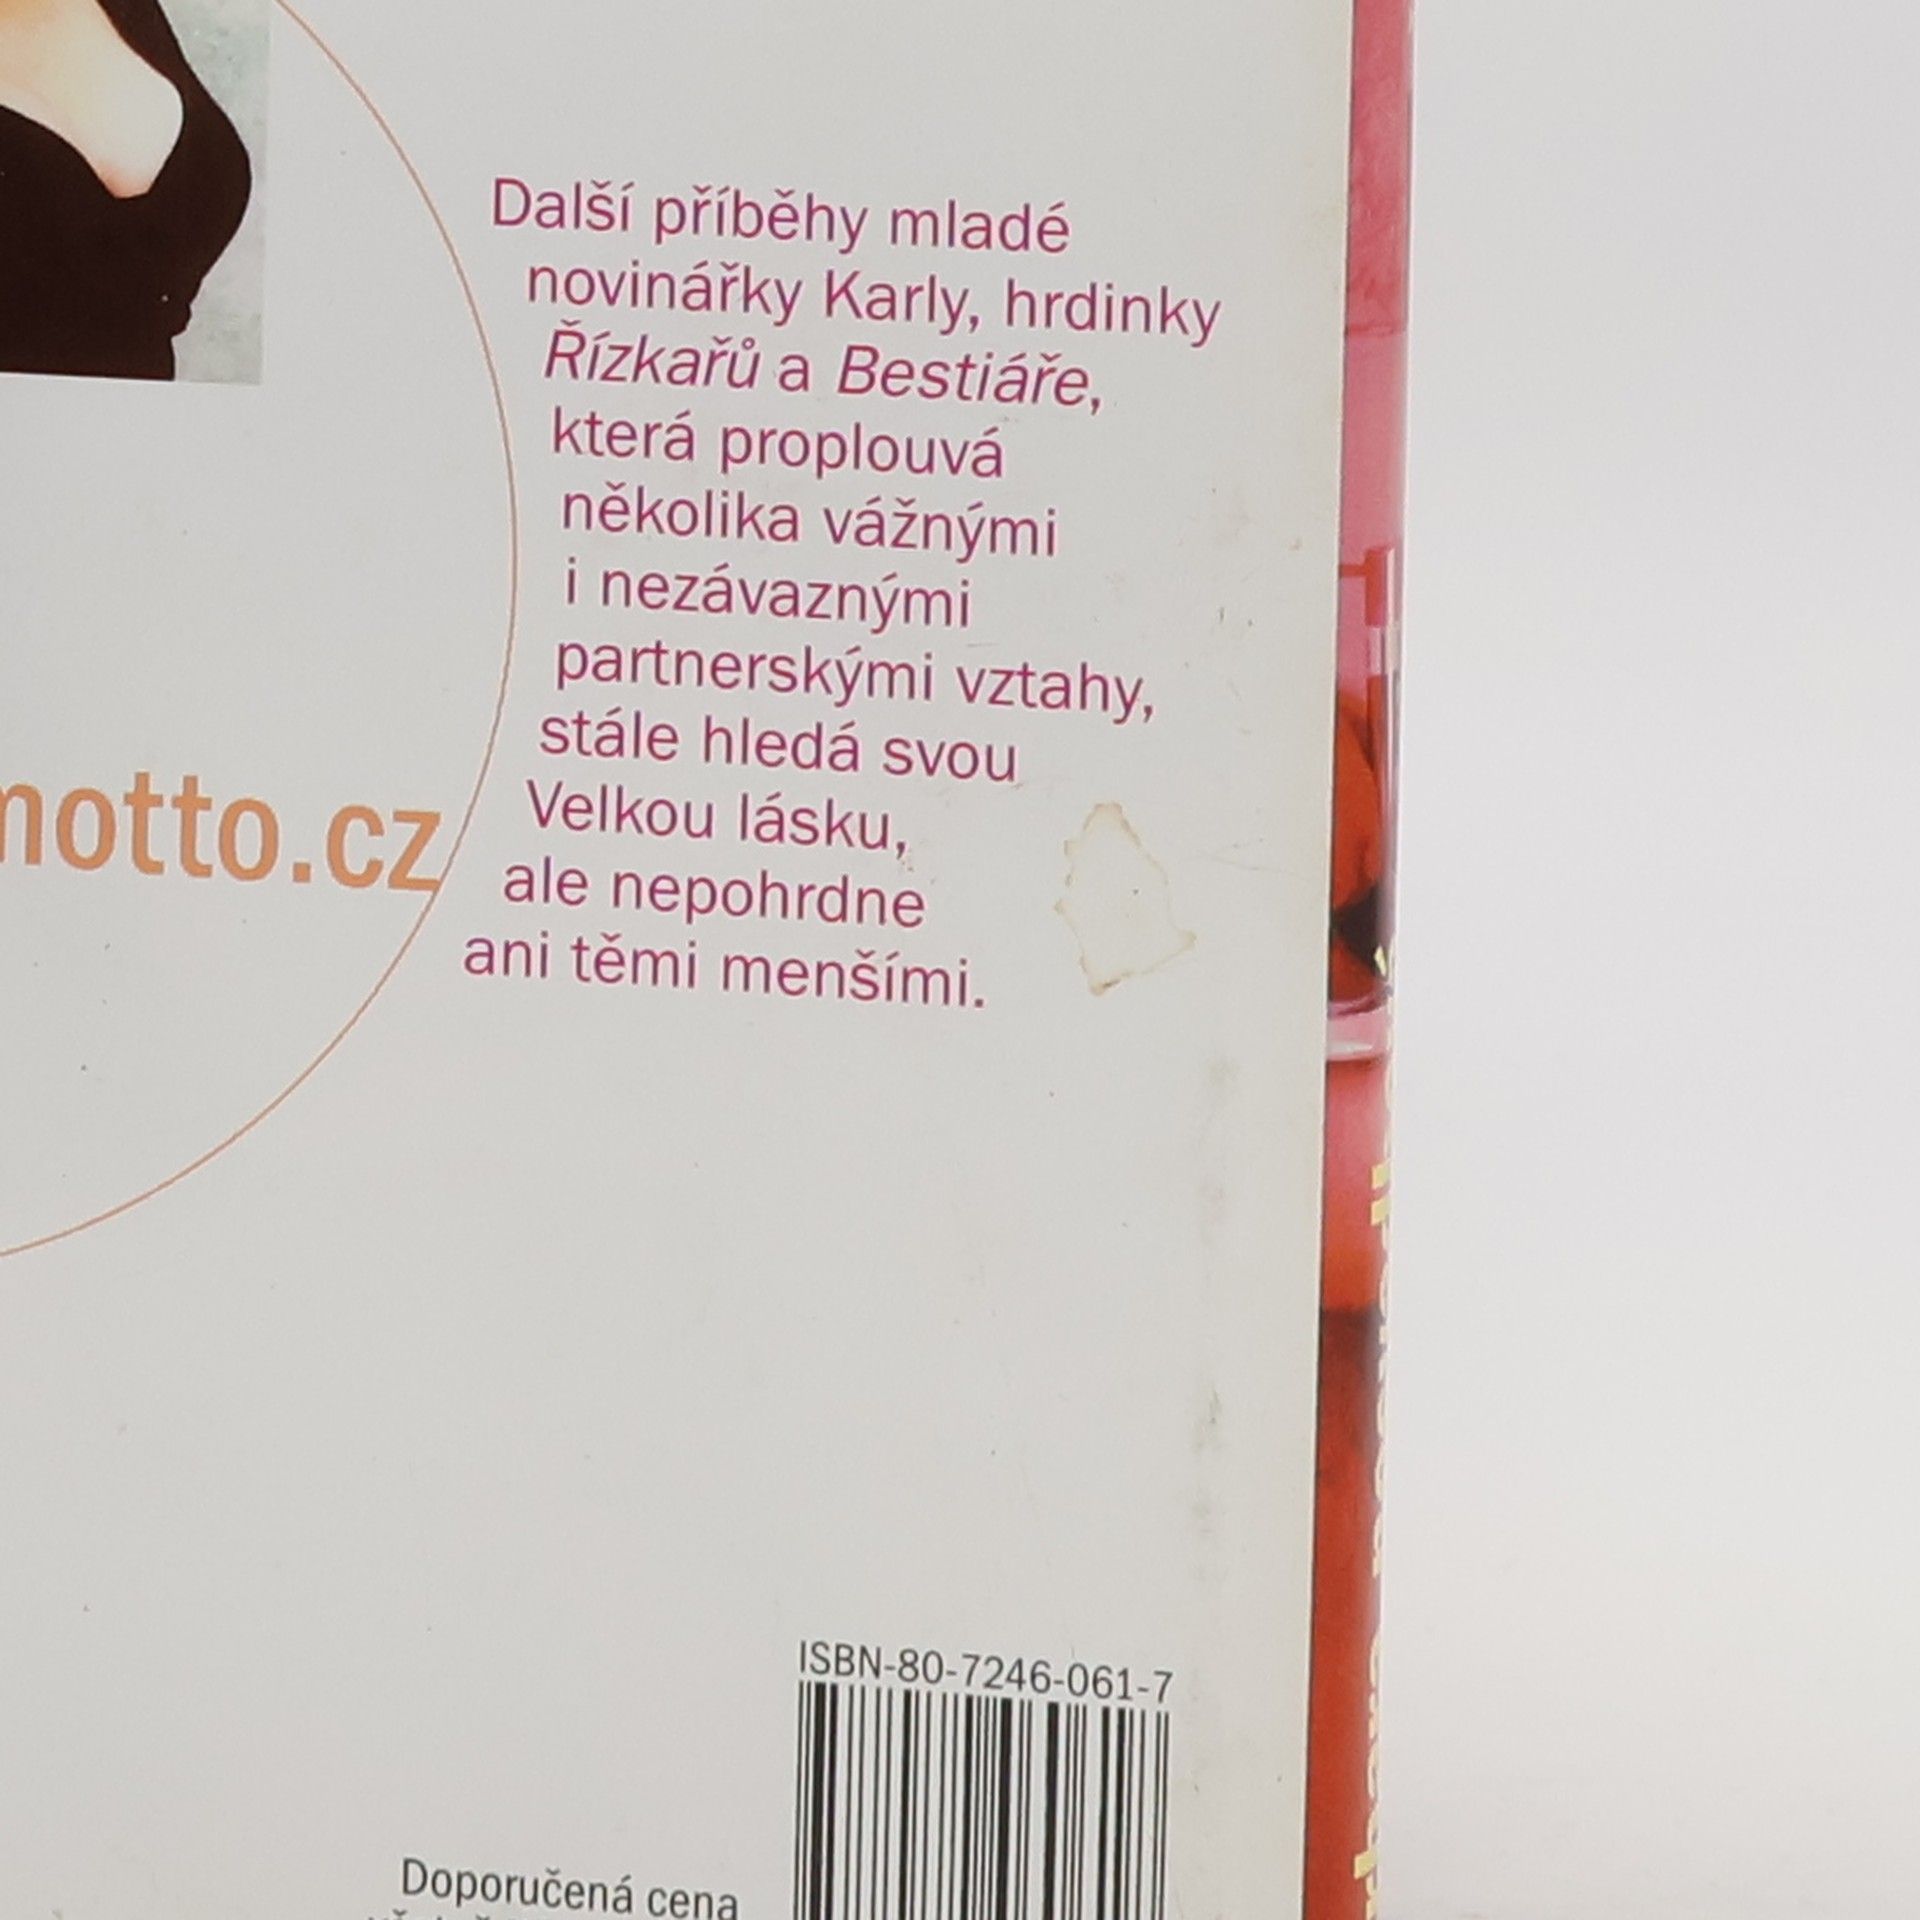 Další příběhy mladé
novinářky Karly, hrdinky
Řízkařů a Bestiáře,
která proplouvá
několika vážnými
i nezávaznými
partnerskými vztahy,
stále hledá svou
Velkou lásku,
ale nepohrdne
ani těmi menšími.
motto.cz
ISBN-80-7246-061-7
Doporučená cena